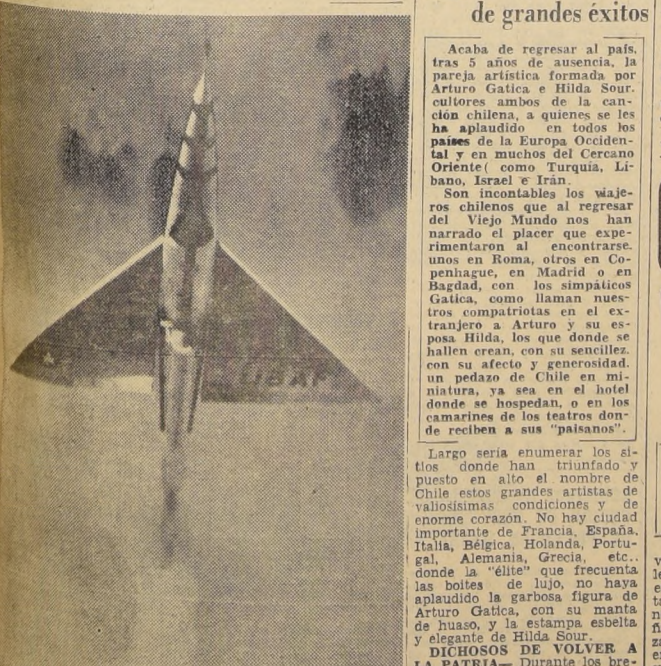 de grandes éxitos
Acaba de regresar al país,
tras 5 años de ausencia, la
pareja artística formada por
Arturo Gatica e Hilda Sour.
cultores ambos de la can-
ción chilena, a quienes se les
ha aplaudido en todos los
países de la Europa Occiden-
tal y en muchos del Cercano
Oriente( como Turquía, Lí-
bano, Israel e Irán.
Son incontables los viaje-
ros chilenos que al regresar
del Viejo Mundo nos han
narrado el placer que expe-
rimentaron al encontrarse.
unos en Roma, otros en Co-
penhague, en Madrid o en
Bagdad, con los simpáticos
Gatica, como llaman nues-
tros compatriotas en el ex-
tranjero a Arturo y su es-
posa Hilda, los que donde se
hallen crean, con su sencillez.
con su afecto y generosidad.
un pedazo de Chile en mi-
niatura, ya sea en el hotel
donde se hospedan, o en los
camarines de los teatros don-
de reciben a sus "paisanos".
Largo sería enumerar los si-
tios donde han triunfado y
puesto en alto el nombre de
Chile estos grandes artistas de
valiosísimas condiciones y de
enorme corazón. No hay ciudad
importante de Francia, España,
Italia, Bélgica, Holanda, Portu-
gal, Alemania, Grecia, etc..
donde la "élite" que frecuenta
las boites de lujo, no haya
aplaudido la garbosa figura de
Arturo Gatica, con su manta
de huaso, y la estampa esbelta
y elegante de Hilda Sour.
DICHOSOS DE VOLVER A
LA PATRIA— Durante los bre-